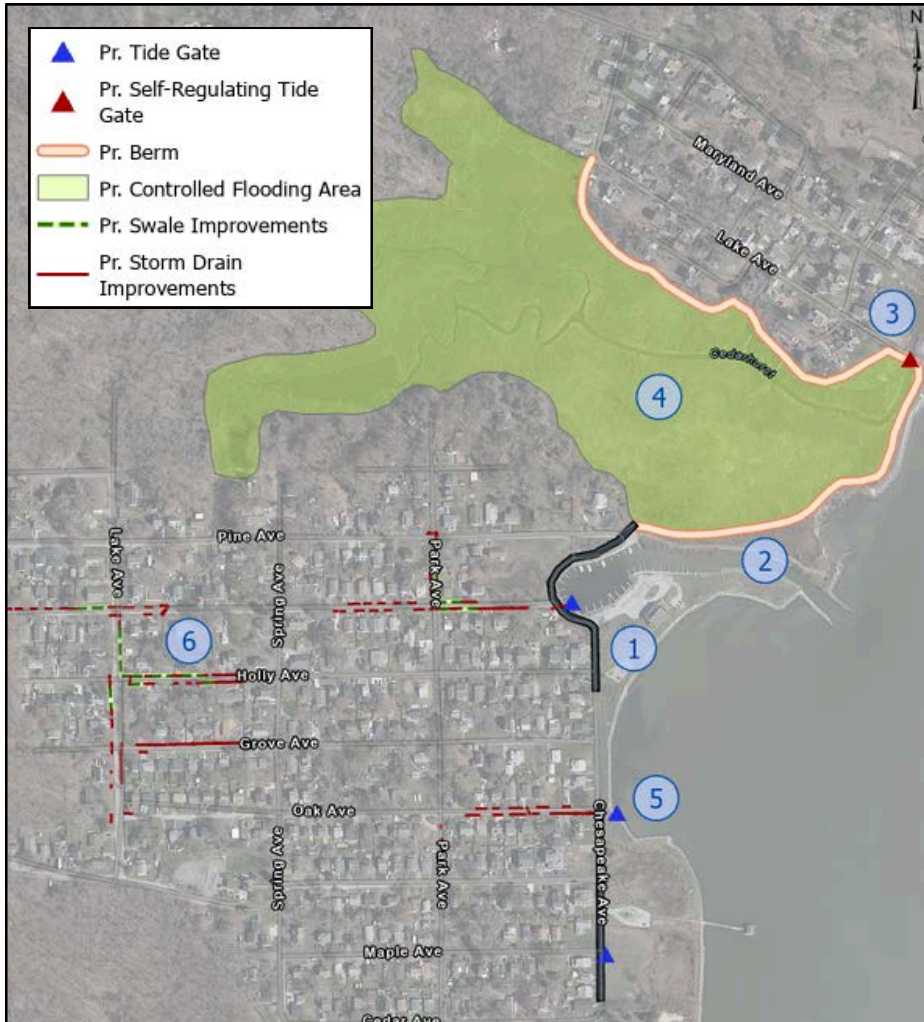 N
Pr. Tide Gate
Pr. Self-Regulating Tide
Gate
Pr. Berm
Pr. Controlled Flooding Area
Pr. Swale Improvements
Pr. Storm Drain
Improvements
Maryland Ave
Lake Ave
3
Cedarhurst
4
Pine Ave
Lake Ave
Park Ave
2
Spring Ave
6
1
Holly Ave
Grove Ave
5
Oak Ave
Chesapeake Ave
Spring Ave
Park Ave
Maple Ave
Cedar Ave